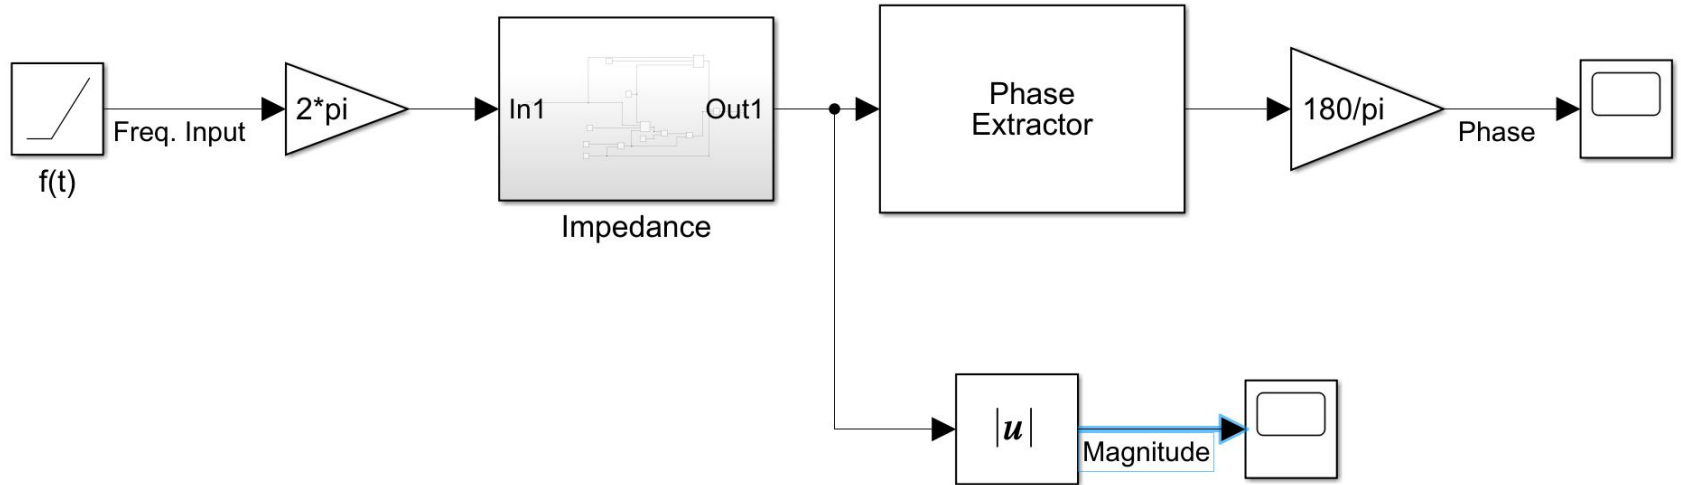 f(t)
Freq. Input
2*pi
In1
Out1
Impedance
Phase
Extractor
180/pi
Phase
|u|
Magnitude